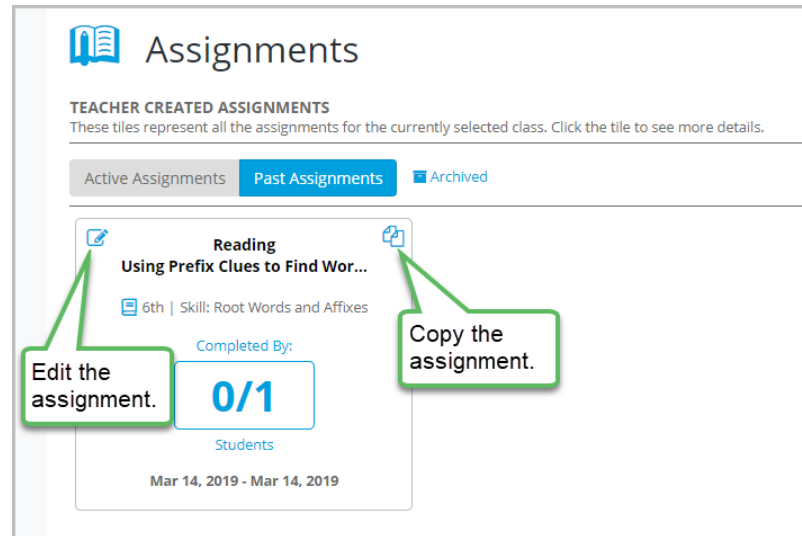 Assignments
TEACHER CREATED ASSIGNMENTS
These tiles represent all the assignments for the currently selected class. Click the tile to see more details.
Active Assignments
Past Assignments
Archived
Reading
Using Prefix Clues to Find Wor...
6th | Skill: Root Words and Affixes
Completed By:
0/1
Students
Mar 14, 2019 - Mar 14, 2019
Edit the
assignment.
Copy the
assignment.